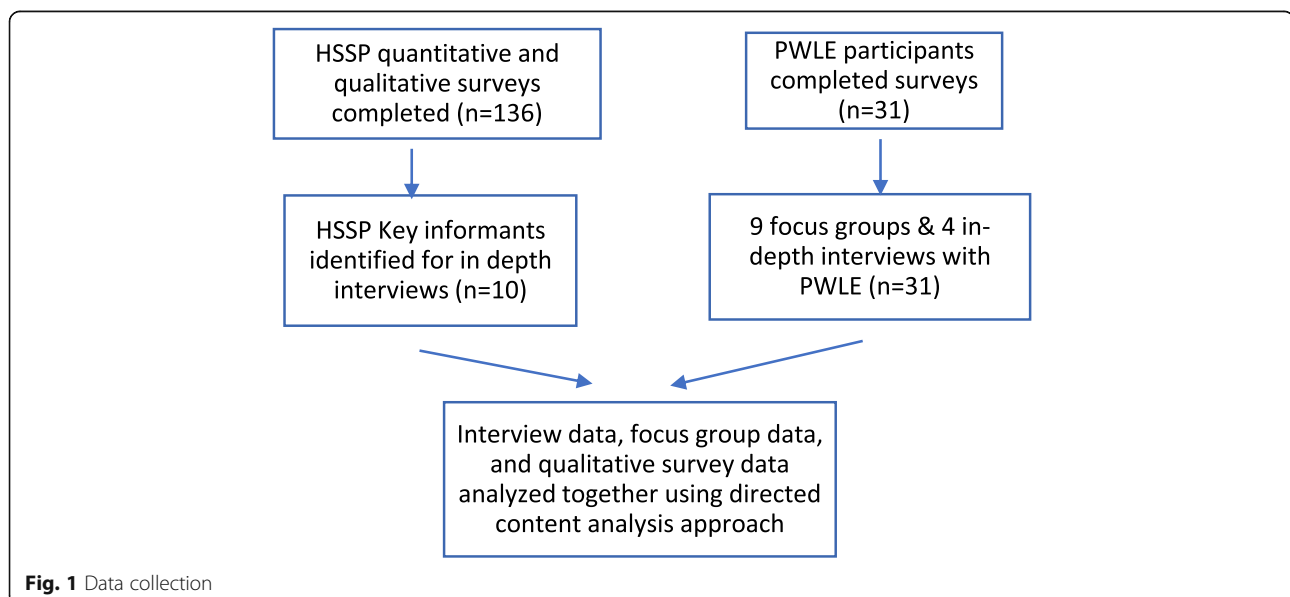 HSSP quantitative and
qualitative surveys
completed (n=136)
PWLE participants
completed surveys
(n=31)
HSSP Key informants
identified for in depth
interviews (n=10)
9 focus groups & 4 in-
depth interviews with
PWLE (n=31)
Interview data, focus group data,
and qualitative survey data
analyzed together using directed
content analysis approach
Fig. 1 Data collection